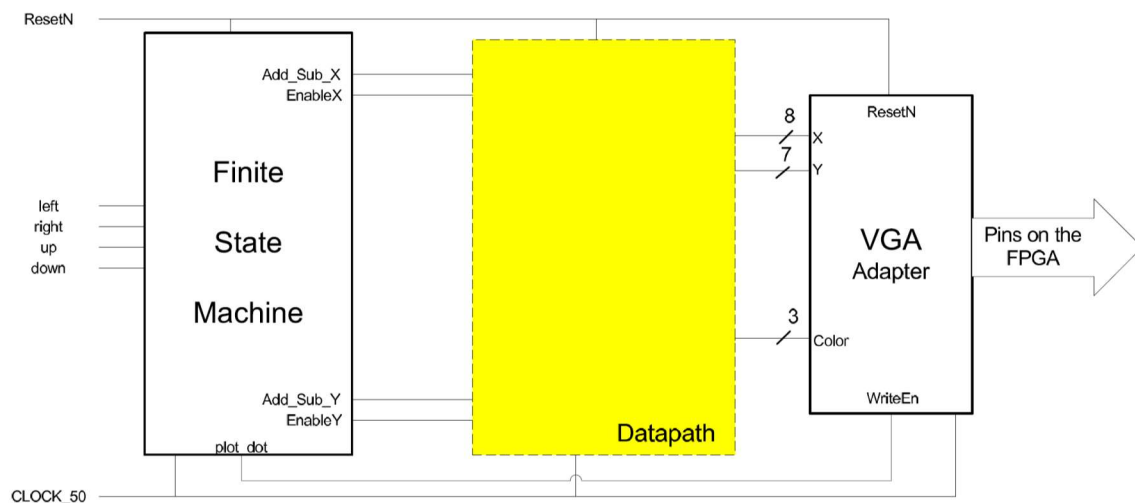 ResetN
Add_Sub_X
EnableX
8
ResetN
X
7
Y
Finite
left
right
State
up
down
VGA
Adapter
Pins on the
FPGA
Machine
3
Color
Add_Sub_Y
EnableY
WriteEn
Datapath
plot_dot
CLOCK_50